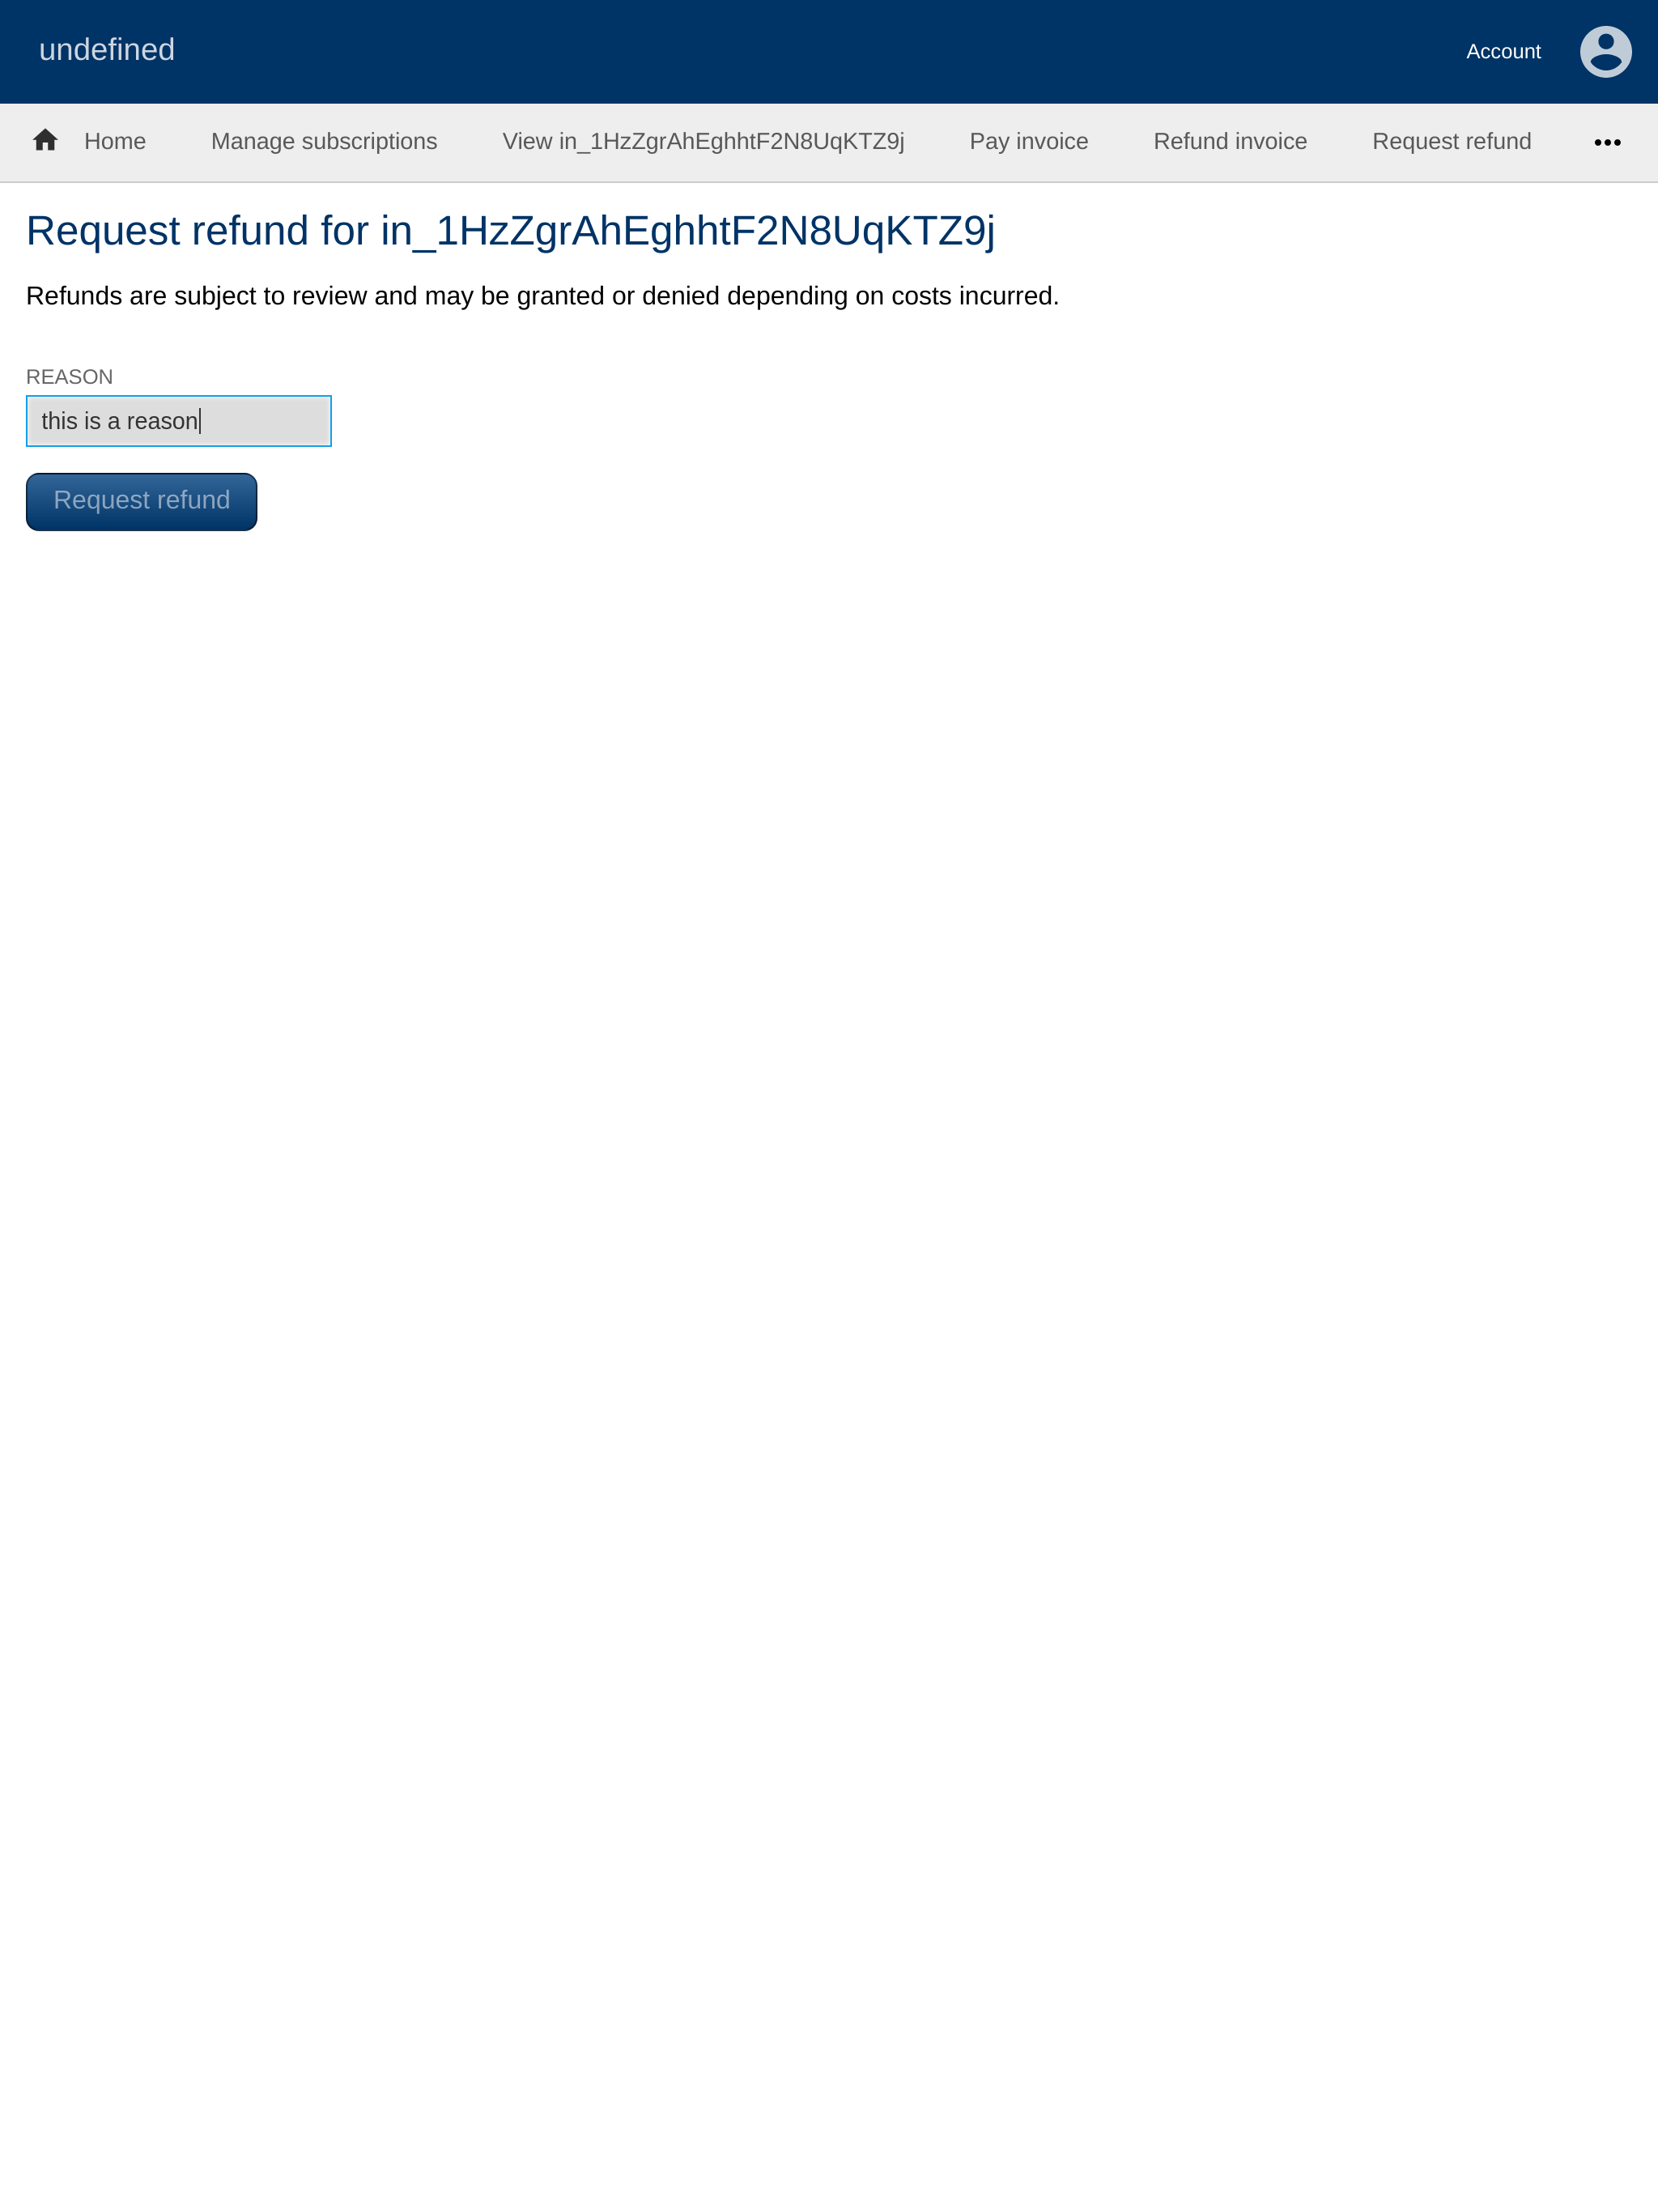 undefined
Account
Home Manage subscriptions View in_1HzZgrAhEghhtF2N8UqKTZ9j Pay invoice Refund invoice Request refund
Request refund for in_1HzZgrAhEghhtF2N8UqKTZ9j
Refunds are subject to review and may be granted or denied depending on costs incurred.
REASON
this is a reason
Request refund